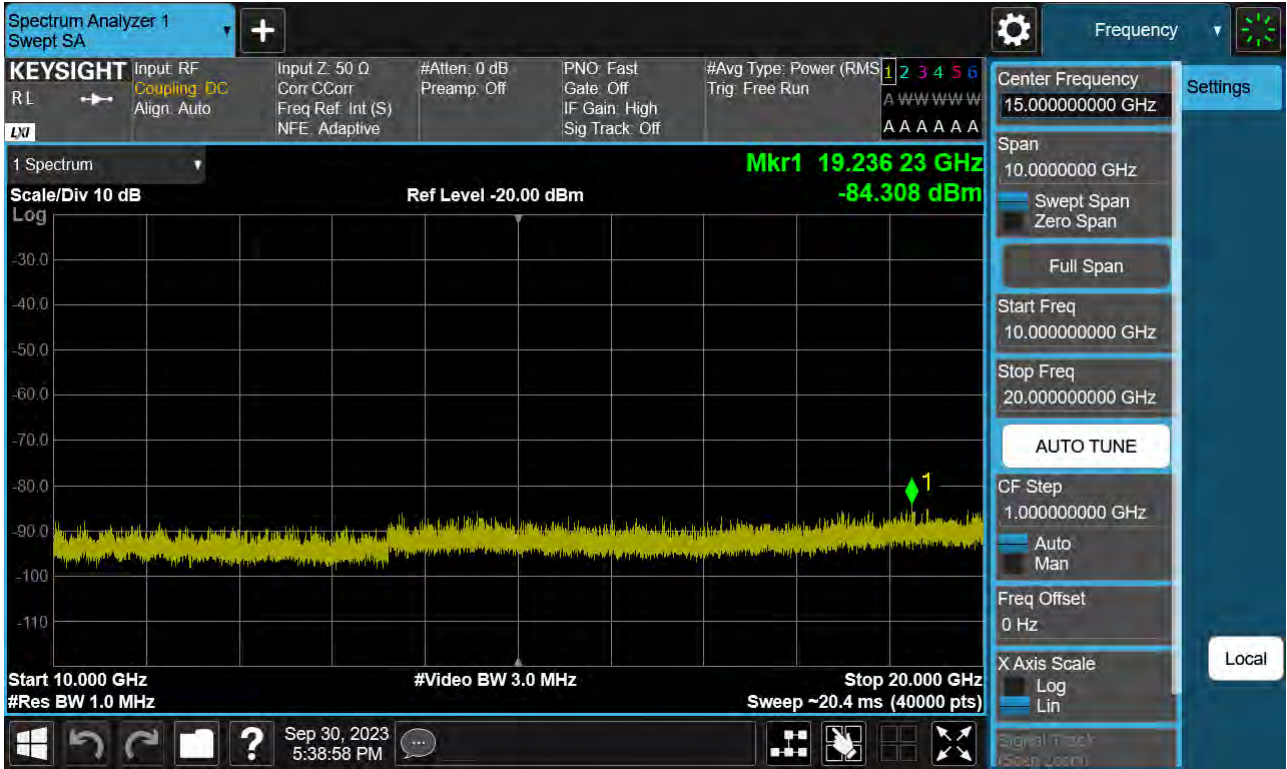 Spectrum Analyzer 1
Swept SA
+
Frequency
KEYSIGHT
R L
LXI
Input: RF
Coupling: DC
Align: Auto
Input Z: 50 Ω
Corr CCorr
Freq Ref: Int (S)
NFE: Adaptive
#Atten: 0 dB
Preamp: Off
PNO: Fast
Gate: Off
IF Gain: High
Sig Track: Off
#Avg Type: Power (RMS
Trig: Free Run
1 2 3 4 5 6
A W W W W W
A A A A A A
1 Spectrum
Mkr1 19.236 23 GHz
Scale/Div 10 dB
Ref Level -20.00 dBm
-84.308 dBm
Log
-30.0
-40.0
-50.0
-60.0
-70.0
-80.0
-90.0
-100
-110
1
Start 10.000 GHz
#Video BW 3.0 MHz
Stop 20.000 GHz
#Res BW 1.0 MHz
Sweep ~20.4 ms (40000 pts)
Center Frequency
15.000000000 GHz
Settings
Span
10.0000000 GHz
Swept Span
Zero Span
Full Span
Start Freq
10.000000000 GHz
Stop Freq
20.000000000 GHz
AUTO TUNE
CF Step
1.000000000 GHz
Auto
Man
Freq Offset
0 Hz
X Axis Scale
Log
Lin
Local
Signal Track
(Span Zoom)
?
Sep 30, 2023
5:38:58 PM